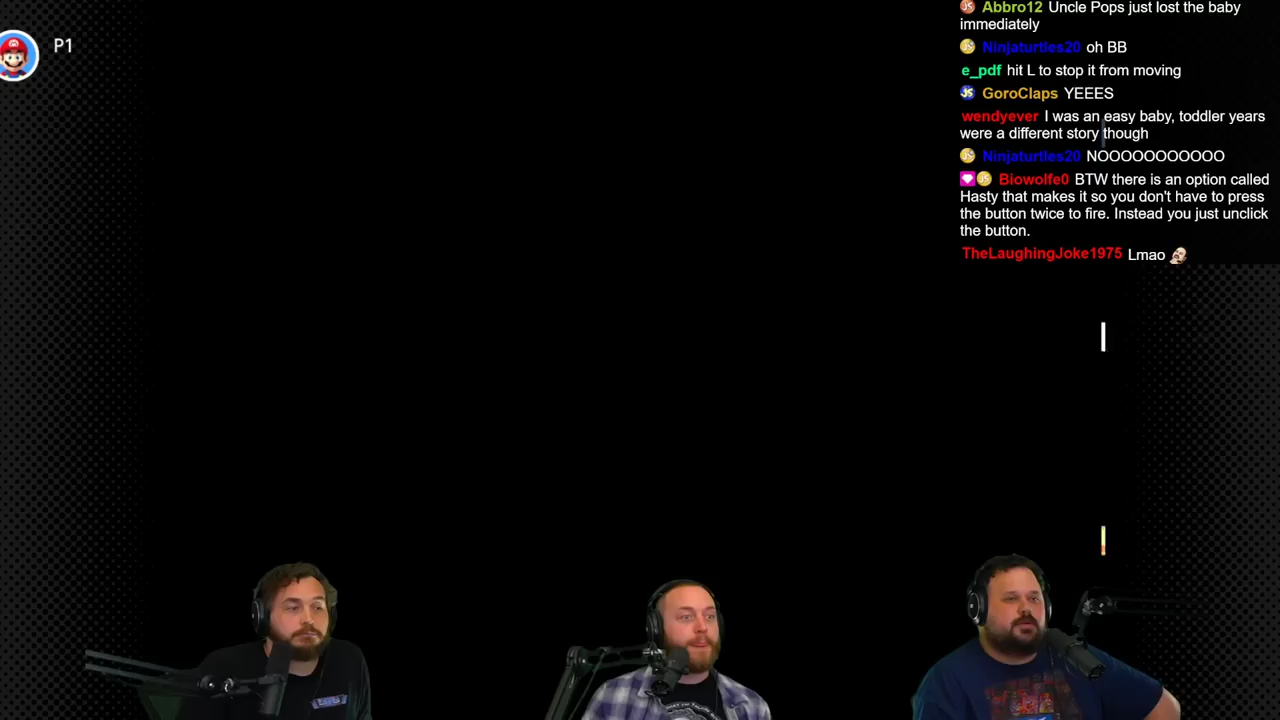 P1
Abbro12 Uncle Pops just lost the baby
immediately
Ninjaturtles20 oh BB
e_pdf hit L to stop it from moving
GoroClaps YEEES
wendyever I was an easy baby, toddler years
were a different story though
Ninjaturtles20 NOOOOOOOOOOO
Biowolfe0 BTW there is an option called
Hasty that makes it so you don't have to press
the button twice to fire. Instead you just unclick
the button.
TheLaughingJoke1975 Lmao